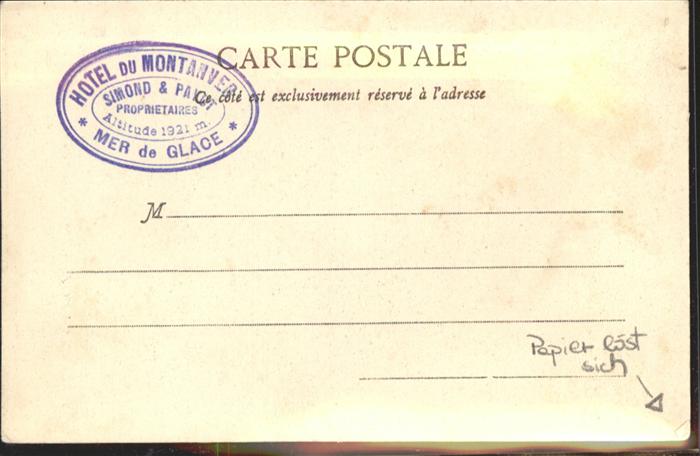 CARTE POSTALE
Ce côté est exclusivement réservé à l'adresse
HOTEL DU MONTANVERT
SIMOND &
PROPRIETAIRES
Altitude 1921 m.
* MER de GLACE *
M
Papier löst
sich